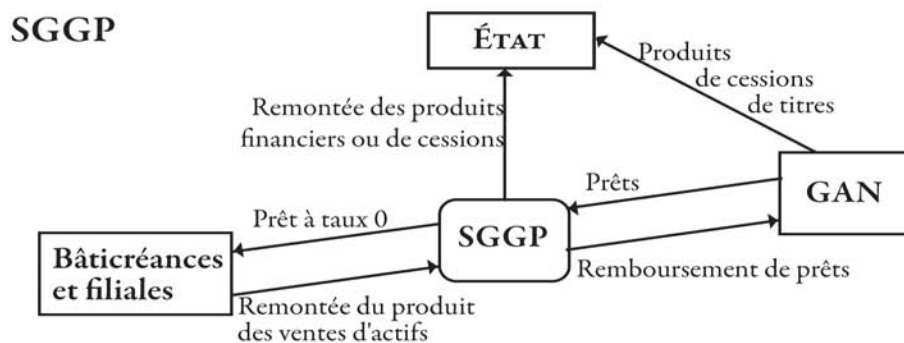 SGGP
ÉTAT
Produits
de cessions
de titres
Remontée des produits
financiers ou de cessions
Prêts
GAN
Prêt à taux 0
SGGP
Bâticréances
et filiales
Remboursement de prêts
Remontée du produit
des ventes d'actifs